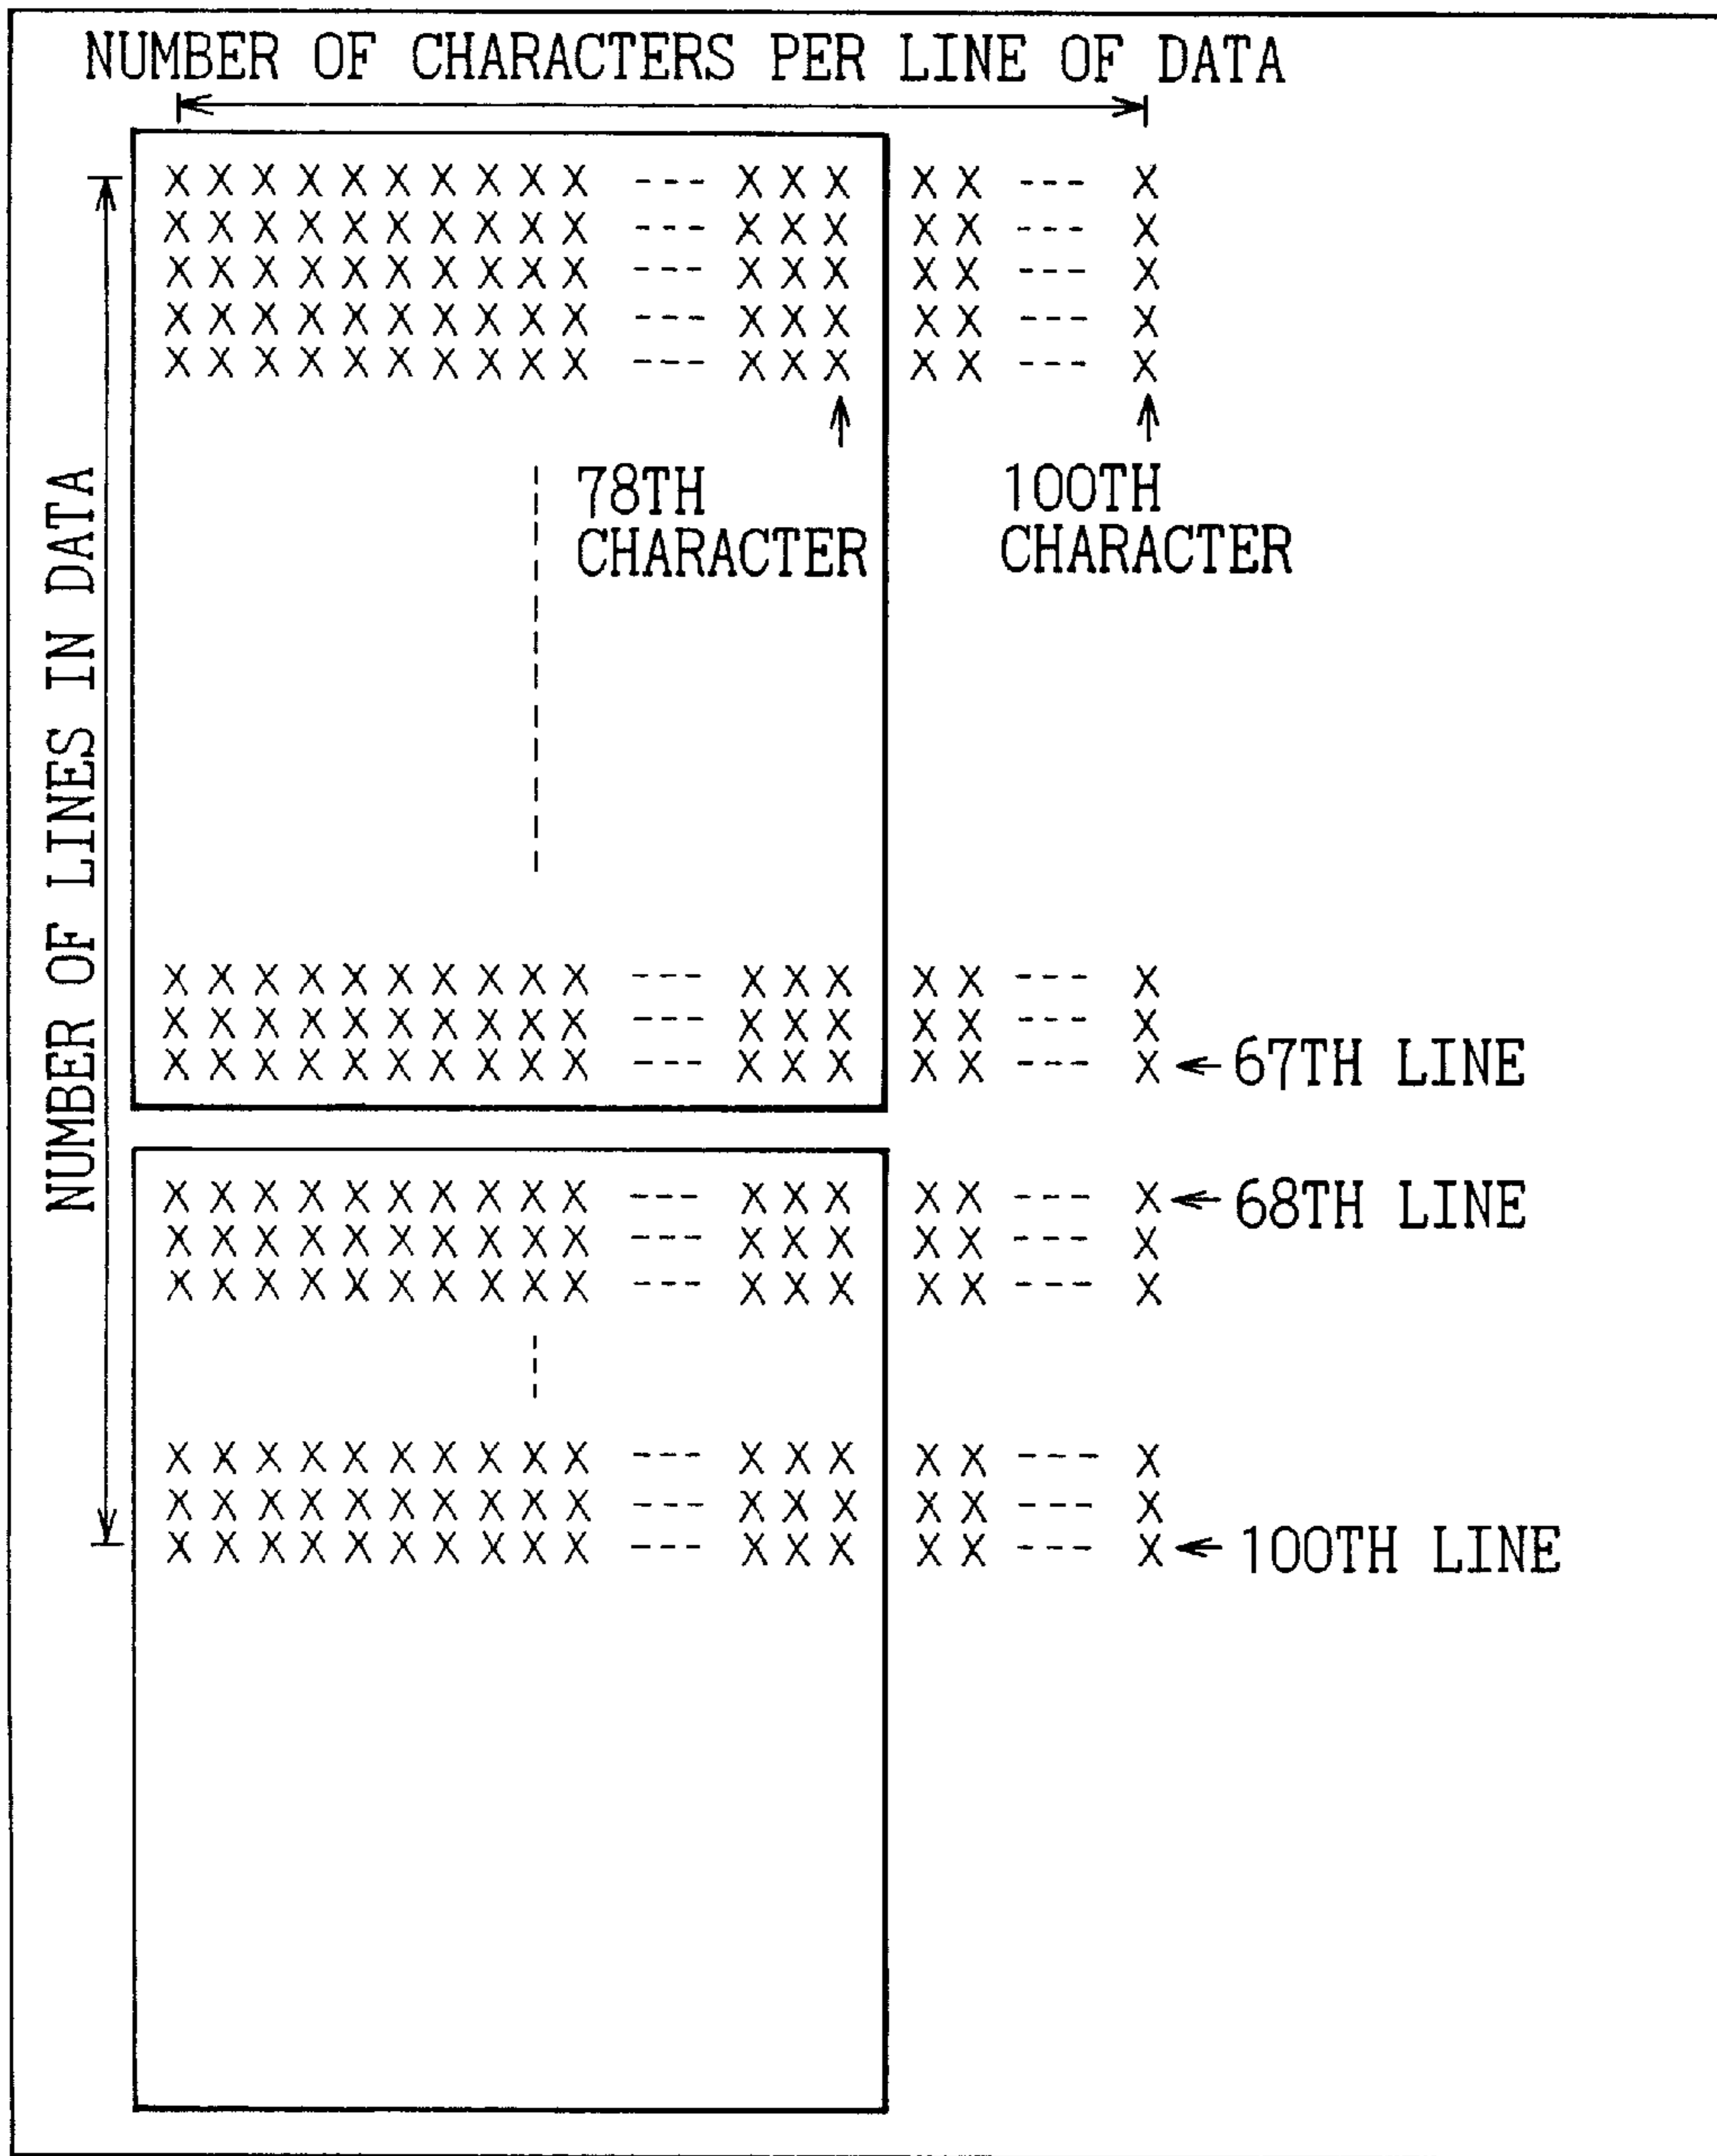 NUMBER OF CHARACTERS PER LINE OF DATA
NUMBER OF LINES IN DATA
X X X X X X X X X X --- X X X X X --- X
X X X X X X X X X X --- X X X X X --- X
X X X X X X X X X X --- X X X X X --- X
X X X X X X X X X X --- X X X X X --- X
X X X X X X X X X X --- X X X X X --- X
78TH
CHARACTER
100TH
CHARACTER
X X X X X X X X X X --- X X X X X --- X
X X X X X X X X X X --- X X X X X --- X
X X X X X X X X X X --- X X X X X --- X ← 67TH LINE
X X X X X X X X X X --- X X X X X --- X ← 68TH LINE
X X X X X X X X X X --- X X X X X --- X
X X X X X X X X X X --- X X X X X --- X
X X X X X X X X X X --- X X X X X --- X
X X X X X X X X X X --- X X X X X --- X
X X X X X X X X X X --- X X X X X --- X ← 100TH LINE